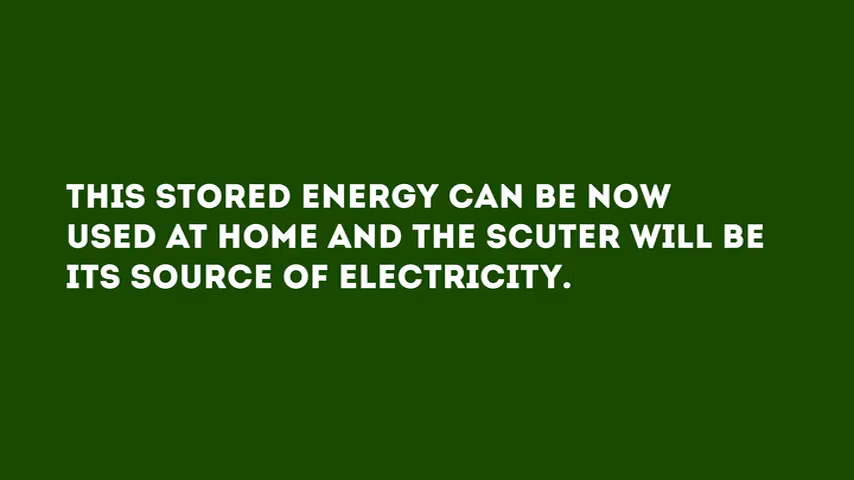 THIS STORED ENERGY CAN BE NOW
USED AT HOME AND THE SCUTER WILL BE
ITS SOURCE OF ELECTRICITY.